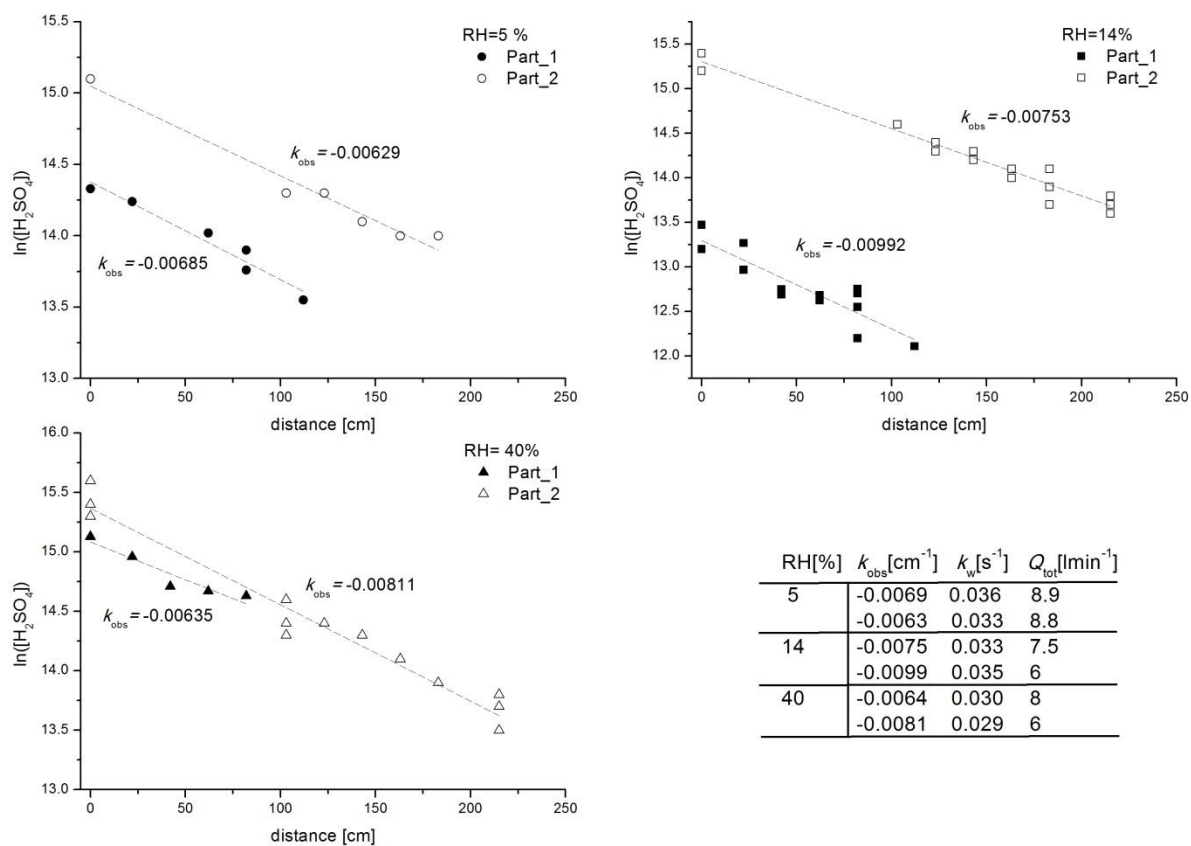 RH=5 %
Part_1
Part_2
15.5
15.0
14.5
14.0
13.5
13.0
ln([H₂SO₄])
k_obs = -0.00629
k_obs = -0.00685
0 50 100 150 200 250
distance [cm]
RH=14%
Part_1
Part_2
15.5
15.0
14.5
14.0
13.5
13.0
12.5
12.0
ln([H₂SO₄])
k_obs = -0.00753
k_obs = -0.00992
0 50 100 150 200 250
distance [cm]
RH= 40%
Part_1
Part_2
16.0
15.5
15.0
14.5
14.0
13.5
13.0
ln([H₂SO₄])
k_obs = -0.00811
k_obs = -0.00635
0 50 100 150 200 250
distance [cm]
RH[%] k_obs[cm⁻¹] k_w[s⁻¹] Q_tot[lmin⁻¹]
5 -0.0069 0.036 8.9
-0.0063 0.033 8.8
14 -0.0075 0.033 7.5
-0.0099 0.035 6
40 -0.0064 0.030 8
-0.0081 0.029 6